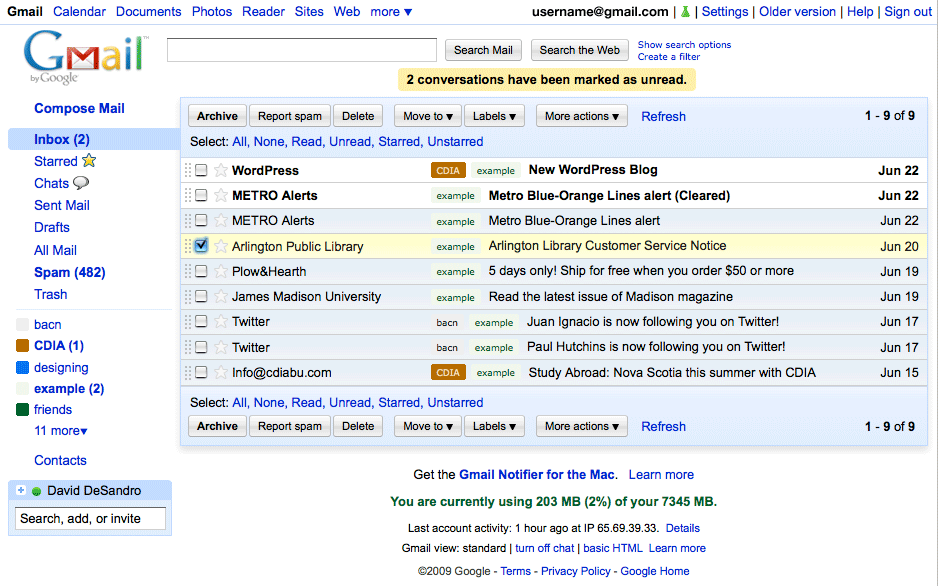 Gmail Calendar Documents Photos Reader Sites Web more ▼ username@gmail.com | | Settings | Older version | Help | Sign out
Gmail™
by Google
Search Mail Search the Web Show search options
Create a filter
2 conversations have been marked as unread.
Compose Mail
Inbox (2)
Starred
Chats
Sent Mail
Drafts
All Mail
Spam (482)
Trash
bacn
CDIA (1)
designing
example (2)
friends
11 more▼
Contacts
David DeSandro
Search, add, or invite
Archive Report spam Delete Move to ▼ Labels ▼ More actions ▼ Refresh 1 - 9 of 9
Select: All, None, Read, Unread, Starred, Unstarred
WordPress CDIA example New WordPress Blog Jun 22
METRO Alerts example Metro Blue-Orange Lines alert (Cleared) Jun 22
METRO Alerts example Metro Blue-Orange Lines alert Jun 22
Arlington Public Library example Arlington Library Customer Service Notice Jun 20
Plow&Hearth example 5 days only! Ship for free when you order $50 or more Jun 19
James Madison University example Read the latest issue of Madison magazine Jun 19
Twitter bacn example Juan Ignacio is now following you on Twitter! Jun 17
Twitter bacn example Paul Hutchins is now following you on Twitter! Jun 17
Info@cdiabu.com CDIA example Study Abroad: Nova Scotia this summer with CDIA Jun 15
Select: All, None, Read, Unread, Starred, Unstarred
Archive Report spam Delete Move to ▼ Labels ▼ More actions ▼ Refresh 1 - 9 of 9
Get the Gmail Notifier for the Mac. Learn more
You are currently using 203 MB (2%) of your 7345 MB.
Last account activity: 1 hour ago at IP 65.69.39.33. Details
Gmail view: standard | turn off chat | basic HTML Learn more
©2009 Google - Terms - Privacy Policy - Google Home